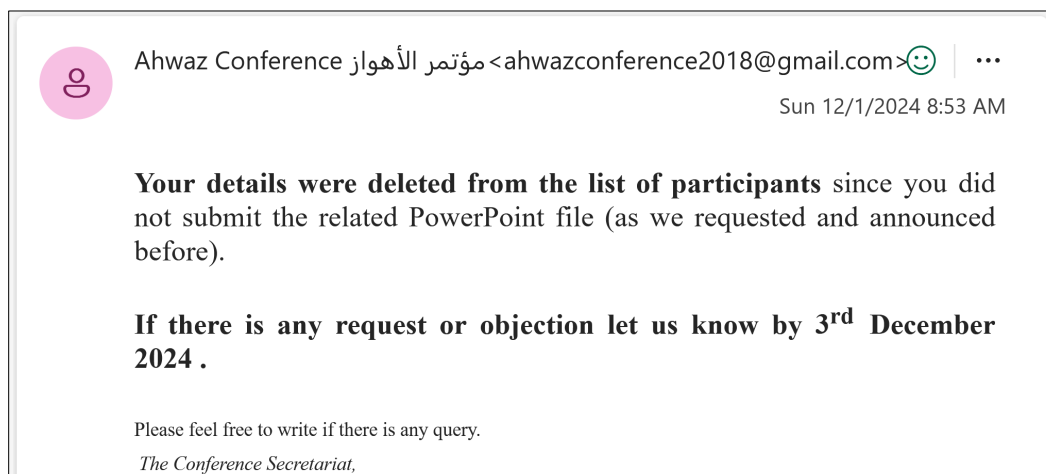 Ahwaz Conference مؤتمر الأهواز<ahwazconference2018@gmail.com>
Sun 12/1/2024 8:53 AM
Your details were deleted from the list of participants since you did
not submit the related PowerPoint file (as we requested and announced
before).
If there is any request or objection let us know by 3rd December
2024 .
Please feel free to write if there is any query.
The Conference Secretariat,